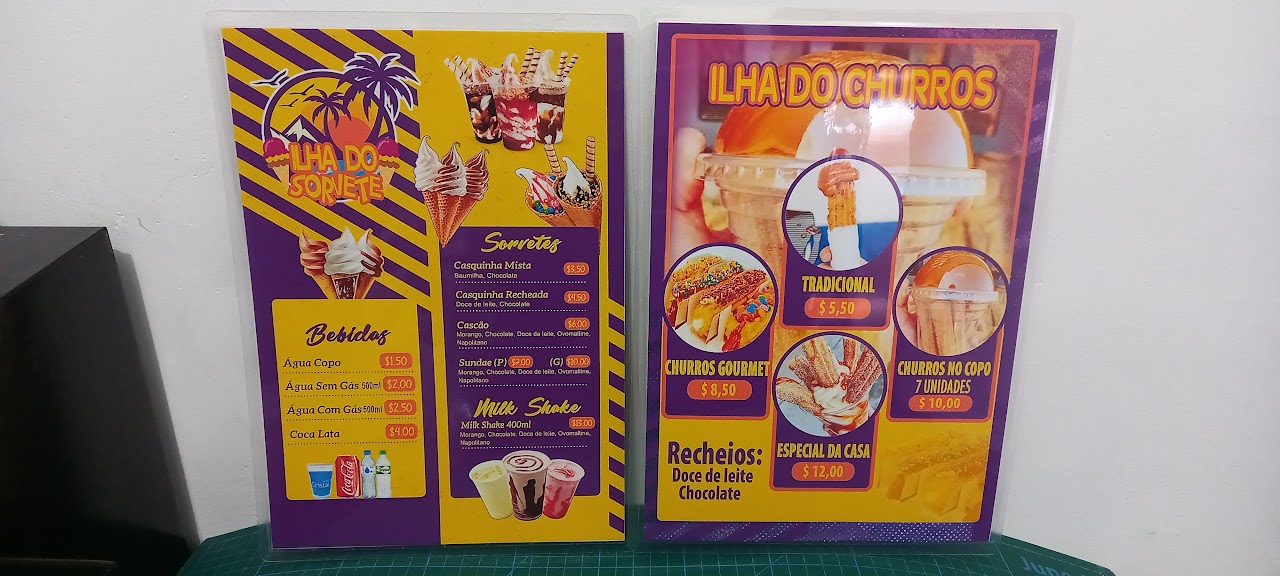 ILHA DO
SORVETE
Bebidas
Água Copo $1,50
Água Sem Gás 500ml $2,00
Água Com Gás 500ml $2,50
Coca Lata $4,00
Cristal
Coca-Cola
Sorvetes
Casquinha Mista $3,50
Baumilha, Chocolate
Casquinha Recheada $4,50
Doce de leite, Chocolate
Cascão $6,00
Morango, Chocolate, Doce de leite, Ovomaltine,
Napolitano
Sundae (P) $7,00 (G) $10,00
Morango, Chocolate, Doce de leite, Ovomaltine,
Napolitano
Milk Shake
Milk Shake 400ml $13,00
Morango, Chocolate, Doce de leite, Ovomaltine,
Napolitano
ILHA DO CHURROS
TRADICIONAL
$ 5,50
CHURROS GOURMET
$ 8,50
CHURROS NO COPO
7 UNIDADES
$ 10,00
ESPECIAL DA CASA
$ 12,00
Recheios:
Doce de leite
Chocolate